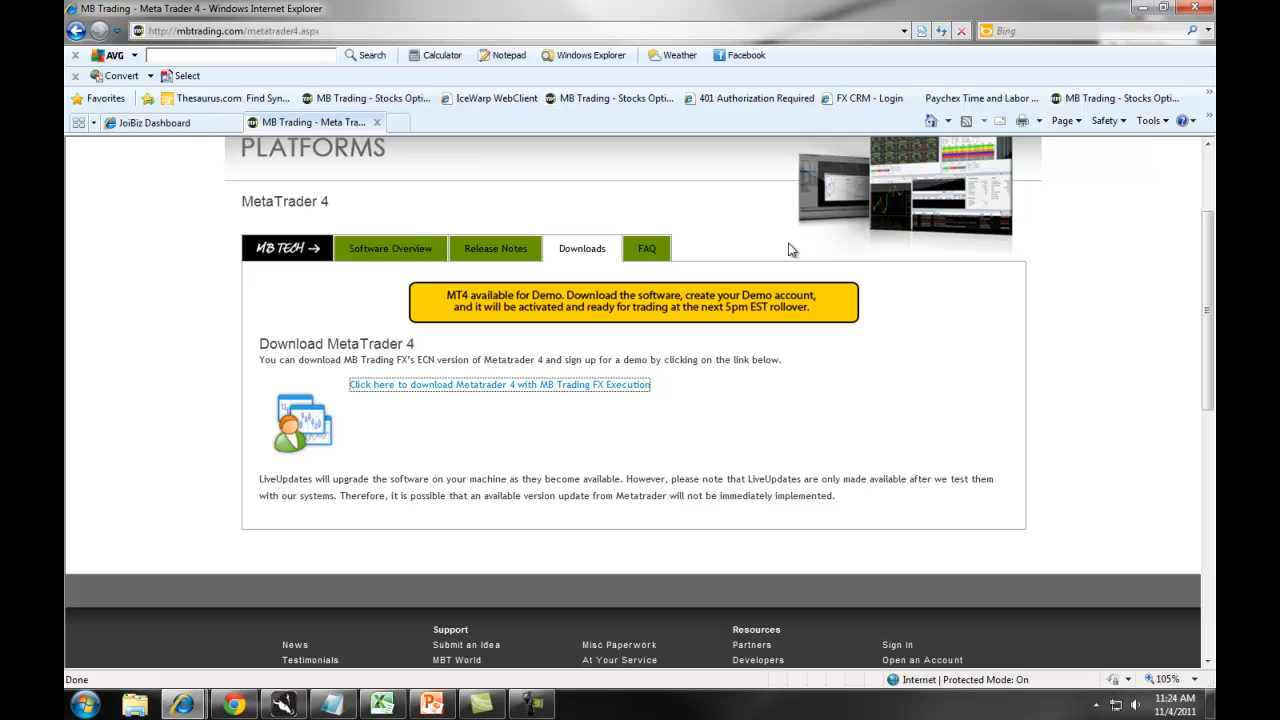 MB Trading - Meta Trader 4 - Windows Internet Explorer
http://mbtrading.com/metatrader4.aspx
Bing
AVG
Search
Calculator
Notepad
Windows Explorer
Weather
Facebook
Convert
Select
Favorites
Thesaurus.com Find Syn...
MB Trading - Stocks Opti...
IceWarp WebClient
MB Trading - Stocks Opti...
401 Authorization Required
FX CRM - Login
Paychex Time and Labor ...
MB Trading - Stocks Opti...
JoiBiz Dashboard
MB Trading - Meta Tra...
Page
Safety
Tools
PLATFORMS
MetaTrader 4
MB TECH
Software Overview
Release Notes
Downloads
FAQ
MT4 available for Demo. Download the software, create your Demo account,
and it will be activated and ready for trading at the next 5pm EST rollover.
Download MetaTrader 4
You can download MB Trading FX's ECN version of Metatrader 4 and sign up for a demo by clicking on the link below.
Click here to download Metatrader 4 with MB Trading FX Execution
LiveUpdates will upgrade the software on your machine as they become available. However, please note that LiveUpdates are only made available after we test them
with our systems. Therefore, it is possible that an available version update from Metatrader will not be immediately implemented.
Support
Resources
News
Submit an Idea
Misc Paperwork
Partners
Sign In
Testimonials
MBT World
At Your Service
Developers
Open an Account
Done
Internet | Protected Mode: On
105%
11:24 AM
11/4/2011